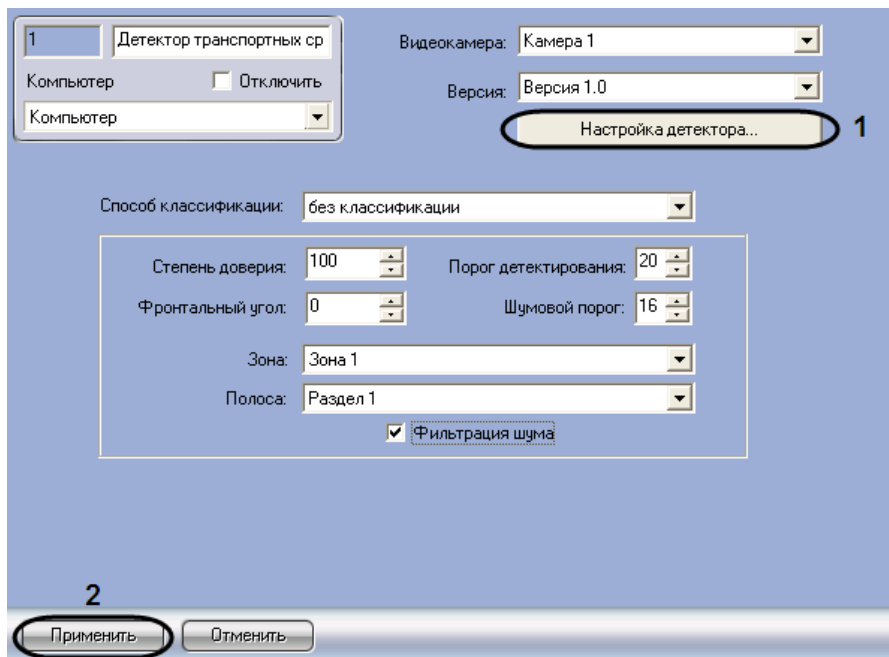 1 Детектор транспортных ср
Компьютер Отключить
Компьютер
Видеокамера: Камера 1
Версия: Версия 1.0
Настройка детектора... 1
Способ классификации: без классификации
Степень доверия: 100 Порог детектирования: 20
Фронтальный угол: 0 Шумовой порог: 16
Зона: Зона 1
Полоса: Раздел 1
Фильтрация шума
2
Применить Отменить